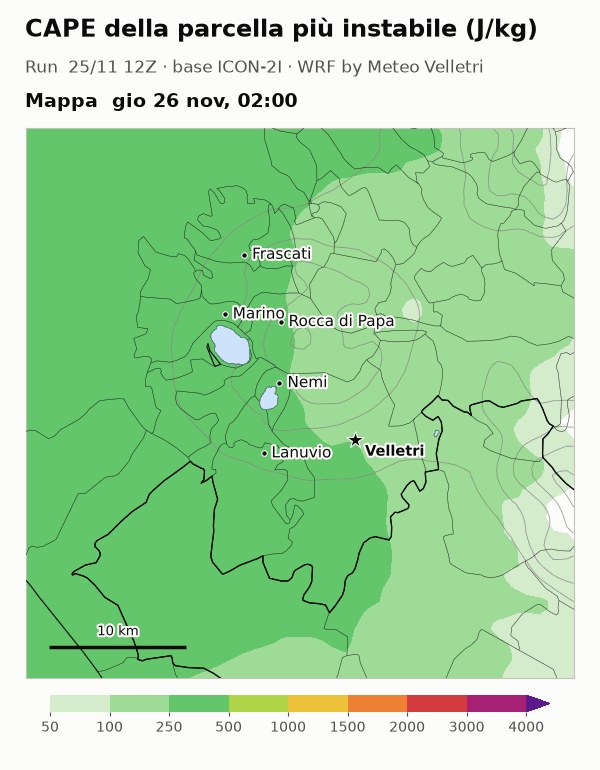 CAPE della parcella più instabile (J/kg)
Run  25/11 12Z · base ICON-2I · WRF by Meteo Velletri
Mappa  gio 26 nov, 02:00
Frascati
Marino
Rocca di Papa
Nemi
Velletri
Lanuvio
10 km
50 100 250 500 1000 1500 2000 3000 4000